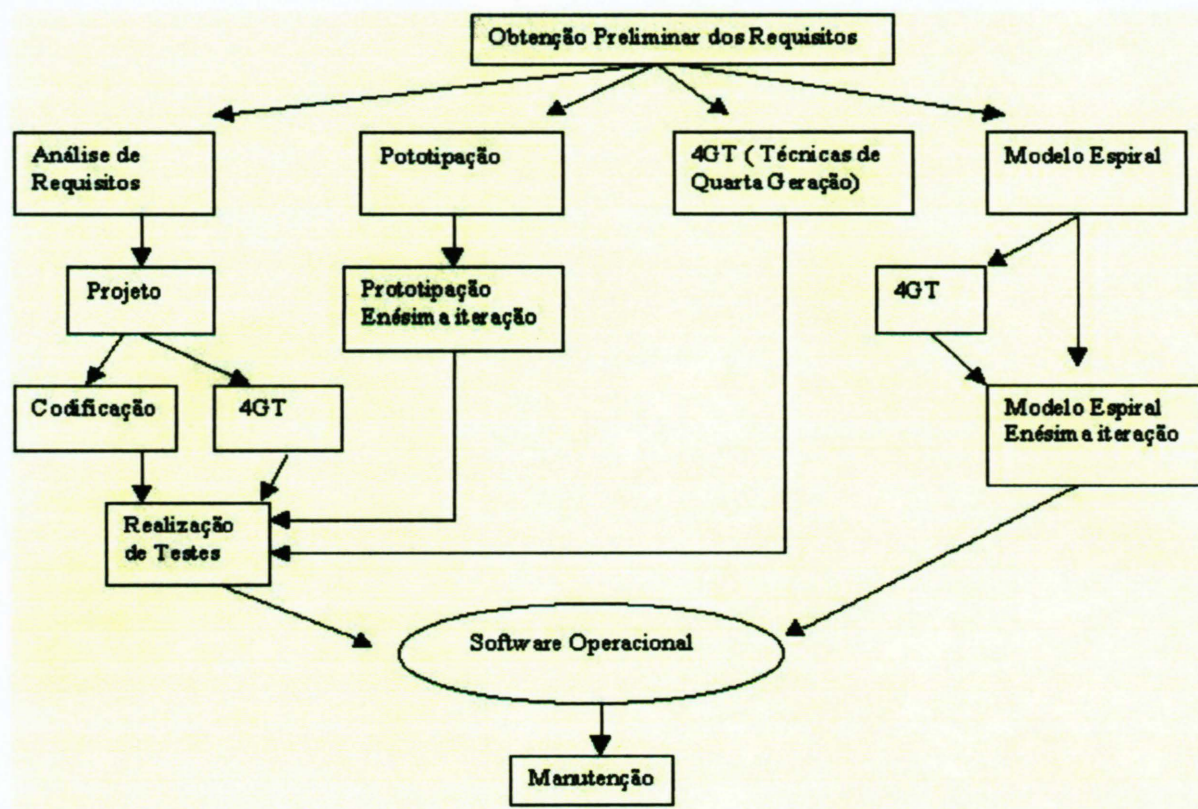 Obtenção Preliminar dos Requisitos
Análise de
Requisitos
Pototipação
4GT ( Técnicas de
Quarta Geração)
Modelo Espiral
Projeto
Prototipação
Enésima iteração
4GT
Codificação
4GT
Modelo Espiral
Enésima iteração
Realização
de Testes
Software Operacional
Manutenção